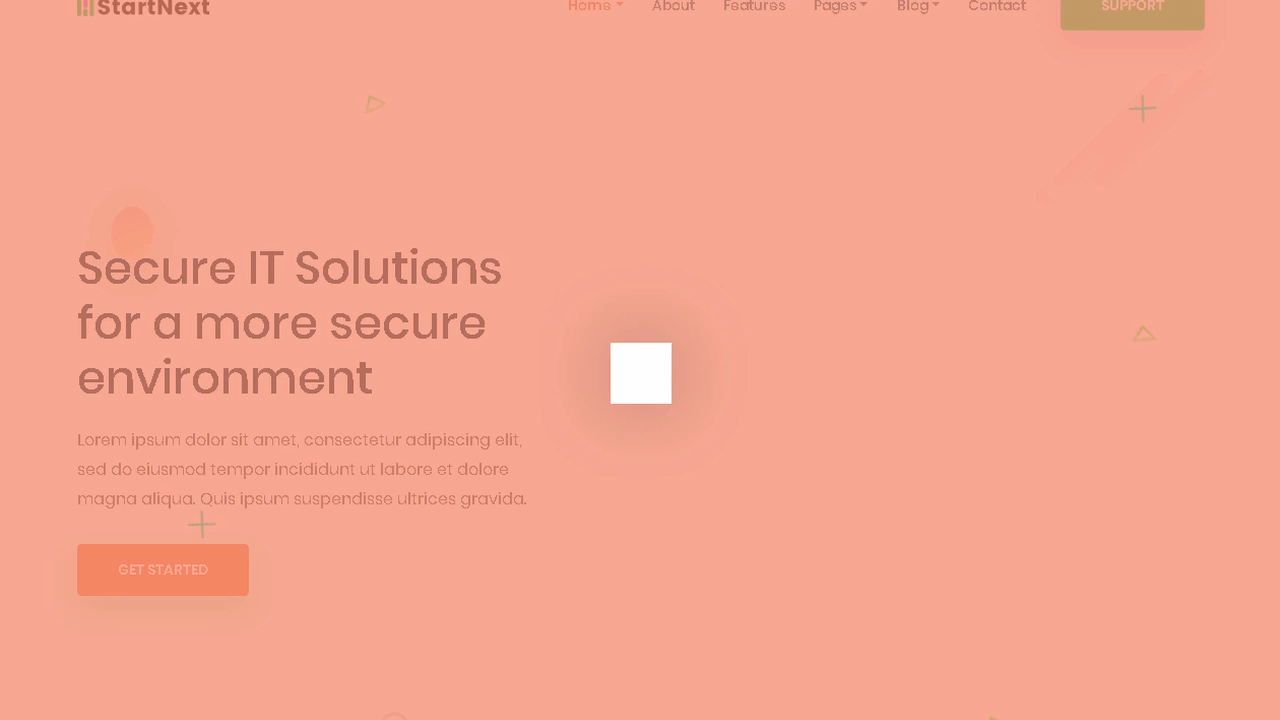 StartNext
Home
About
Features
Pages
Blog
Contact
SUPPORT
Secure IT Solutions
for a more secure
environment
Lorem ipsum dolor sit amet, consectetur adipiscing elit,
sed do eiusmod tempor incididunt ut labore et dolore
magna aliqua. Quis ipsum suspendisse ultrices gravida.
GET STARTED